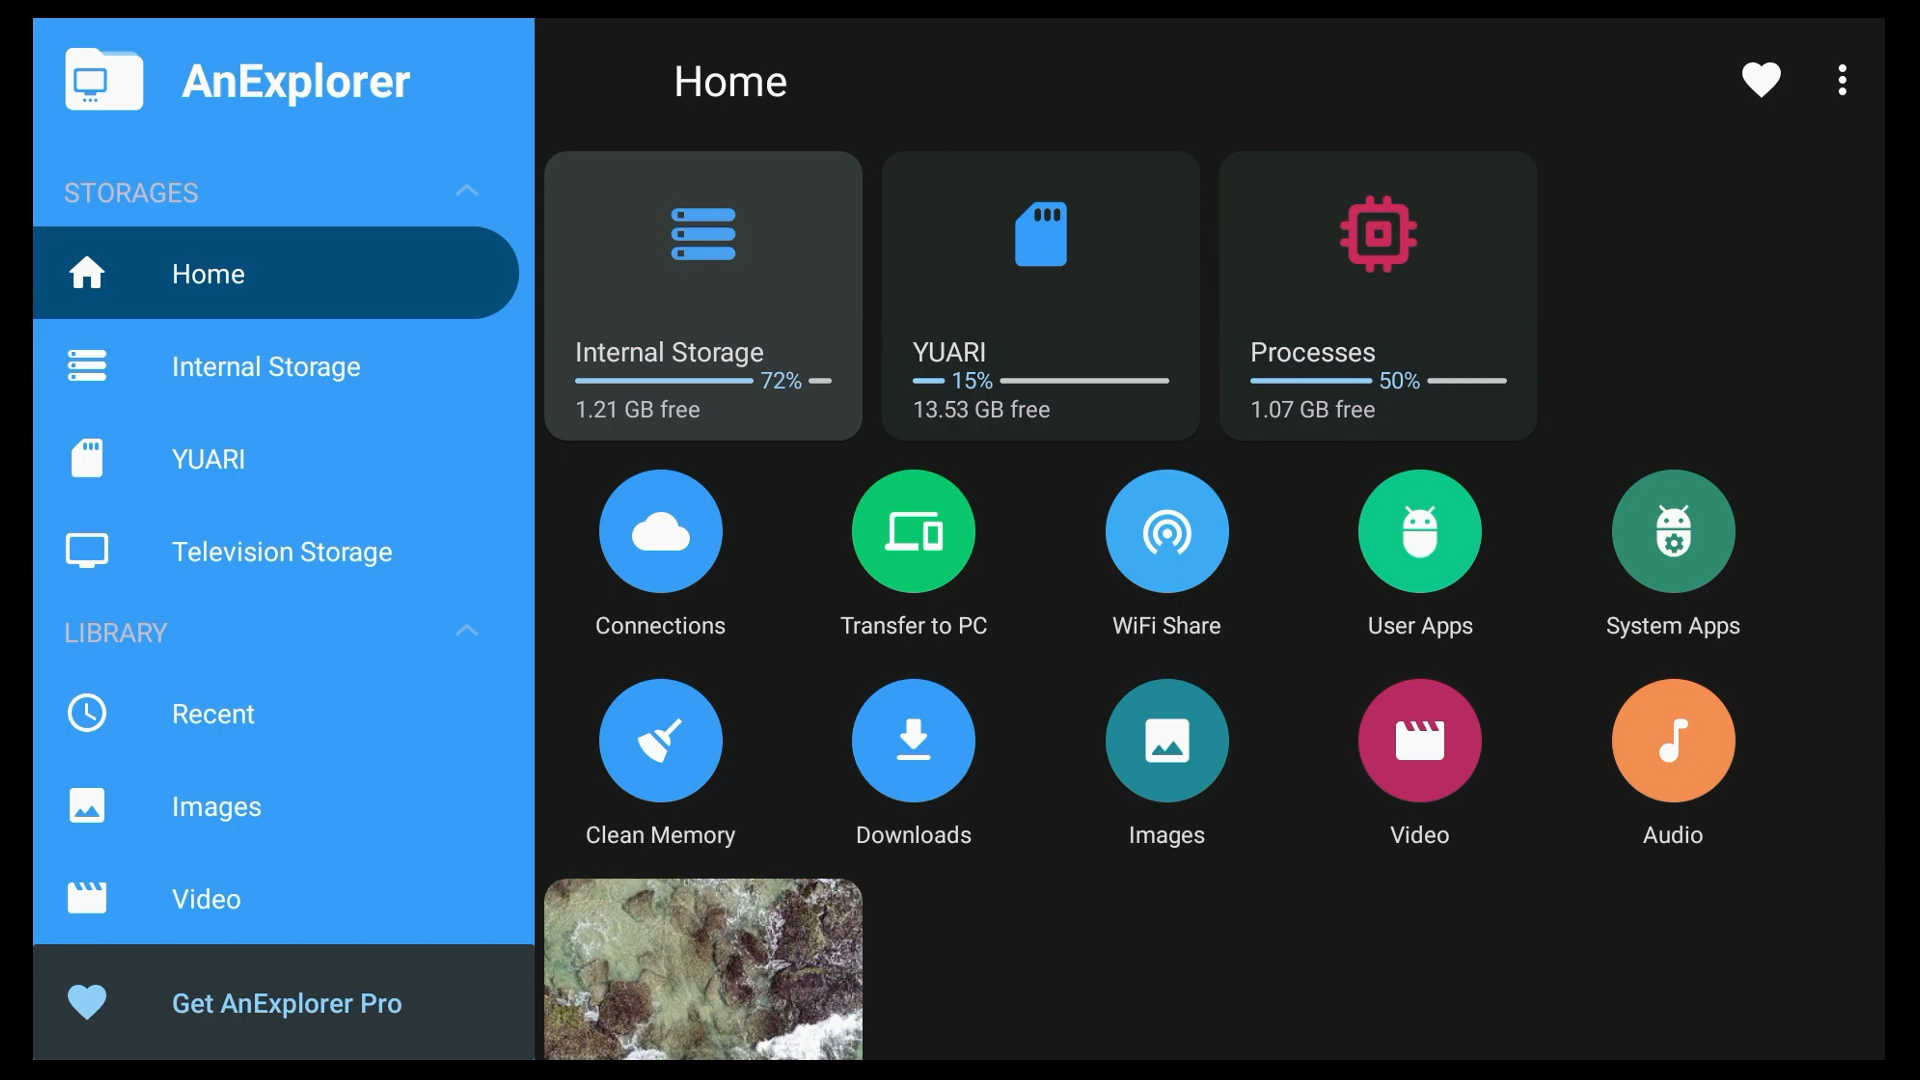 AnExplorer
STORAGES
Home
Internal Storage
YUARI
Television Storage
LIBRARY
Recent
Images
Video
Get AnExplorer Pro
Home
Internal Storage
72%
1.21 GB free
YUARI
15%
13.53 GB free
Processes
50%
1.07 GB free
Connections
Transfer to PC
WiFi Share
User Apps
System Apps
Clean Memory
Downloads
Images
Video
Audio